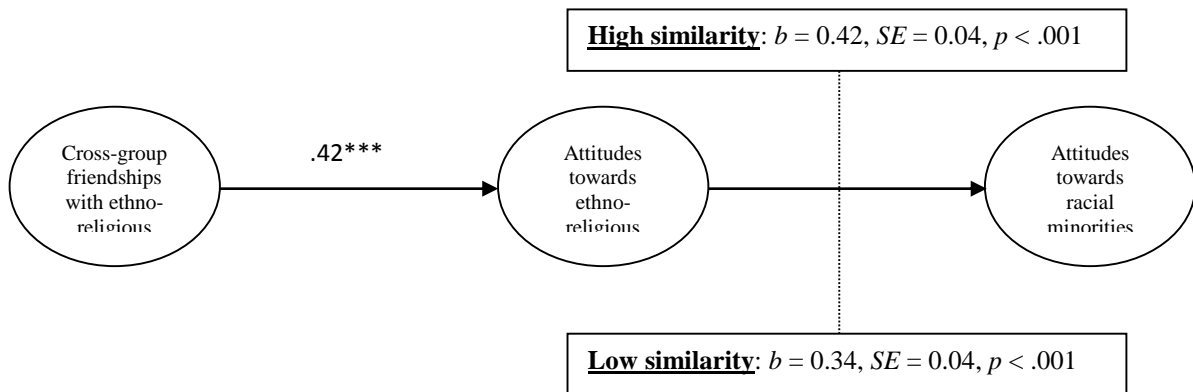 High similarity: b = 0.42, SE = 0.04, p < .001
Cross-group
friendships
with ethno-
religious
.42***
Attitudes
towards
ethno-
religious
Attitudes
towards
racial
minorities
Low similarity: b = 0.34, SE = 0.04, p < .001